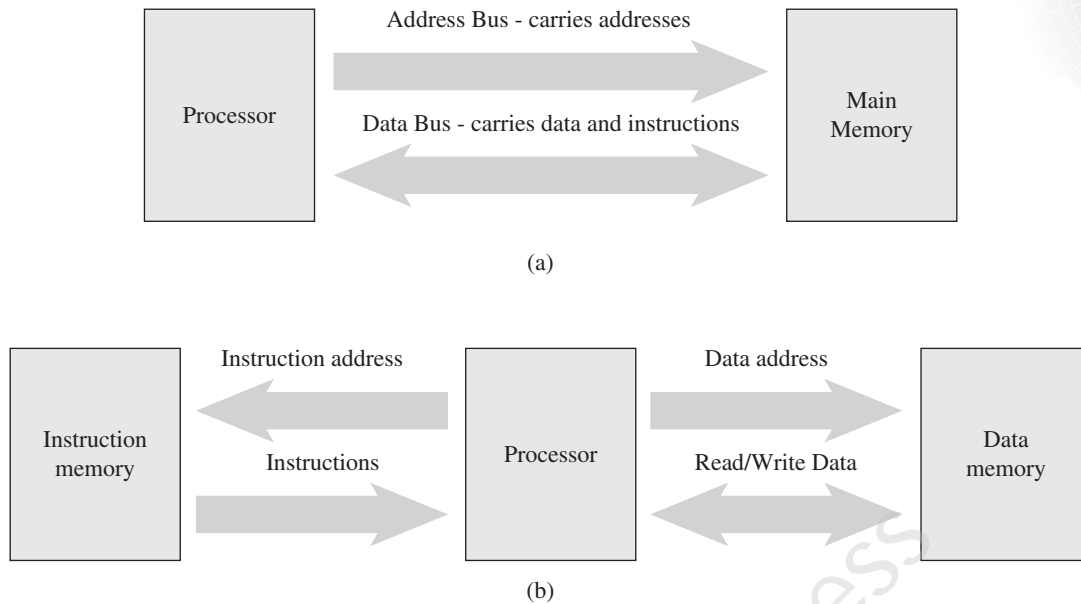 Address Bus - carries addresses
Processor
Main
Memory
Data Bus - carries data and instructions
(a)
Instruction address
Data address
Instruction
memory
Instructions
Processor
Read/Write Data
Data
memory
ess
(b)